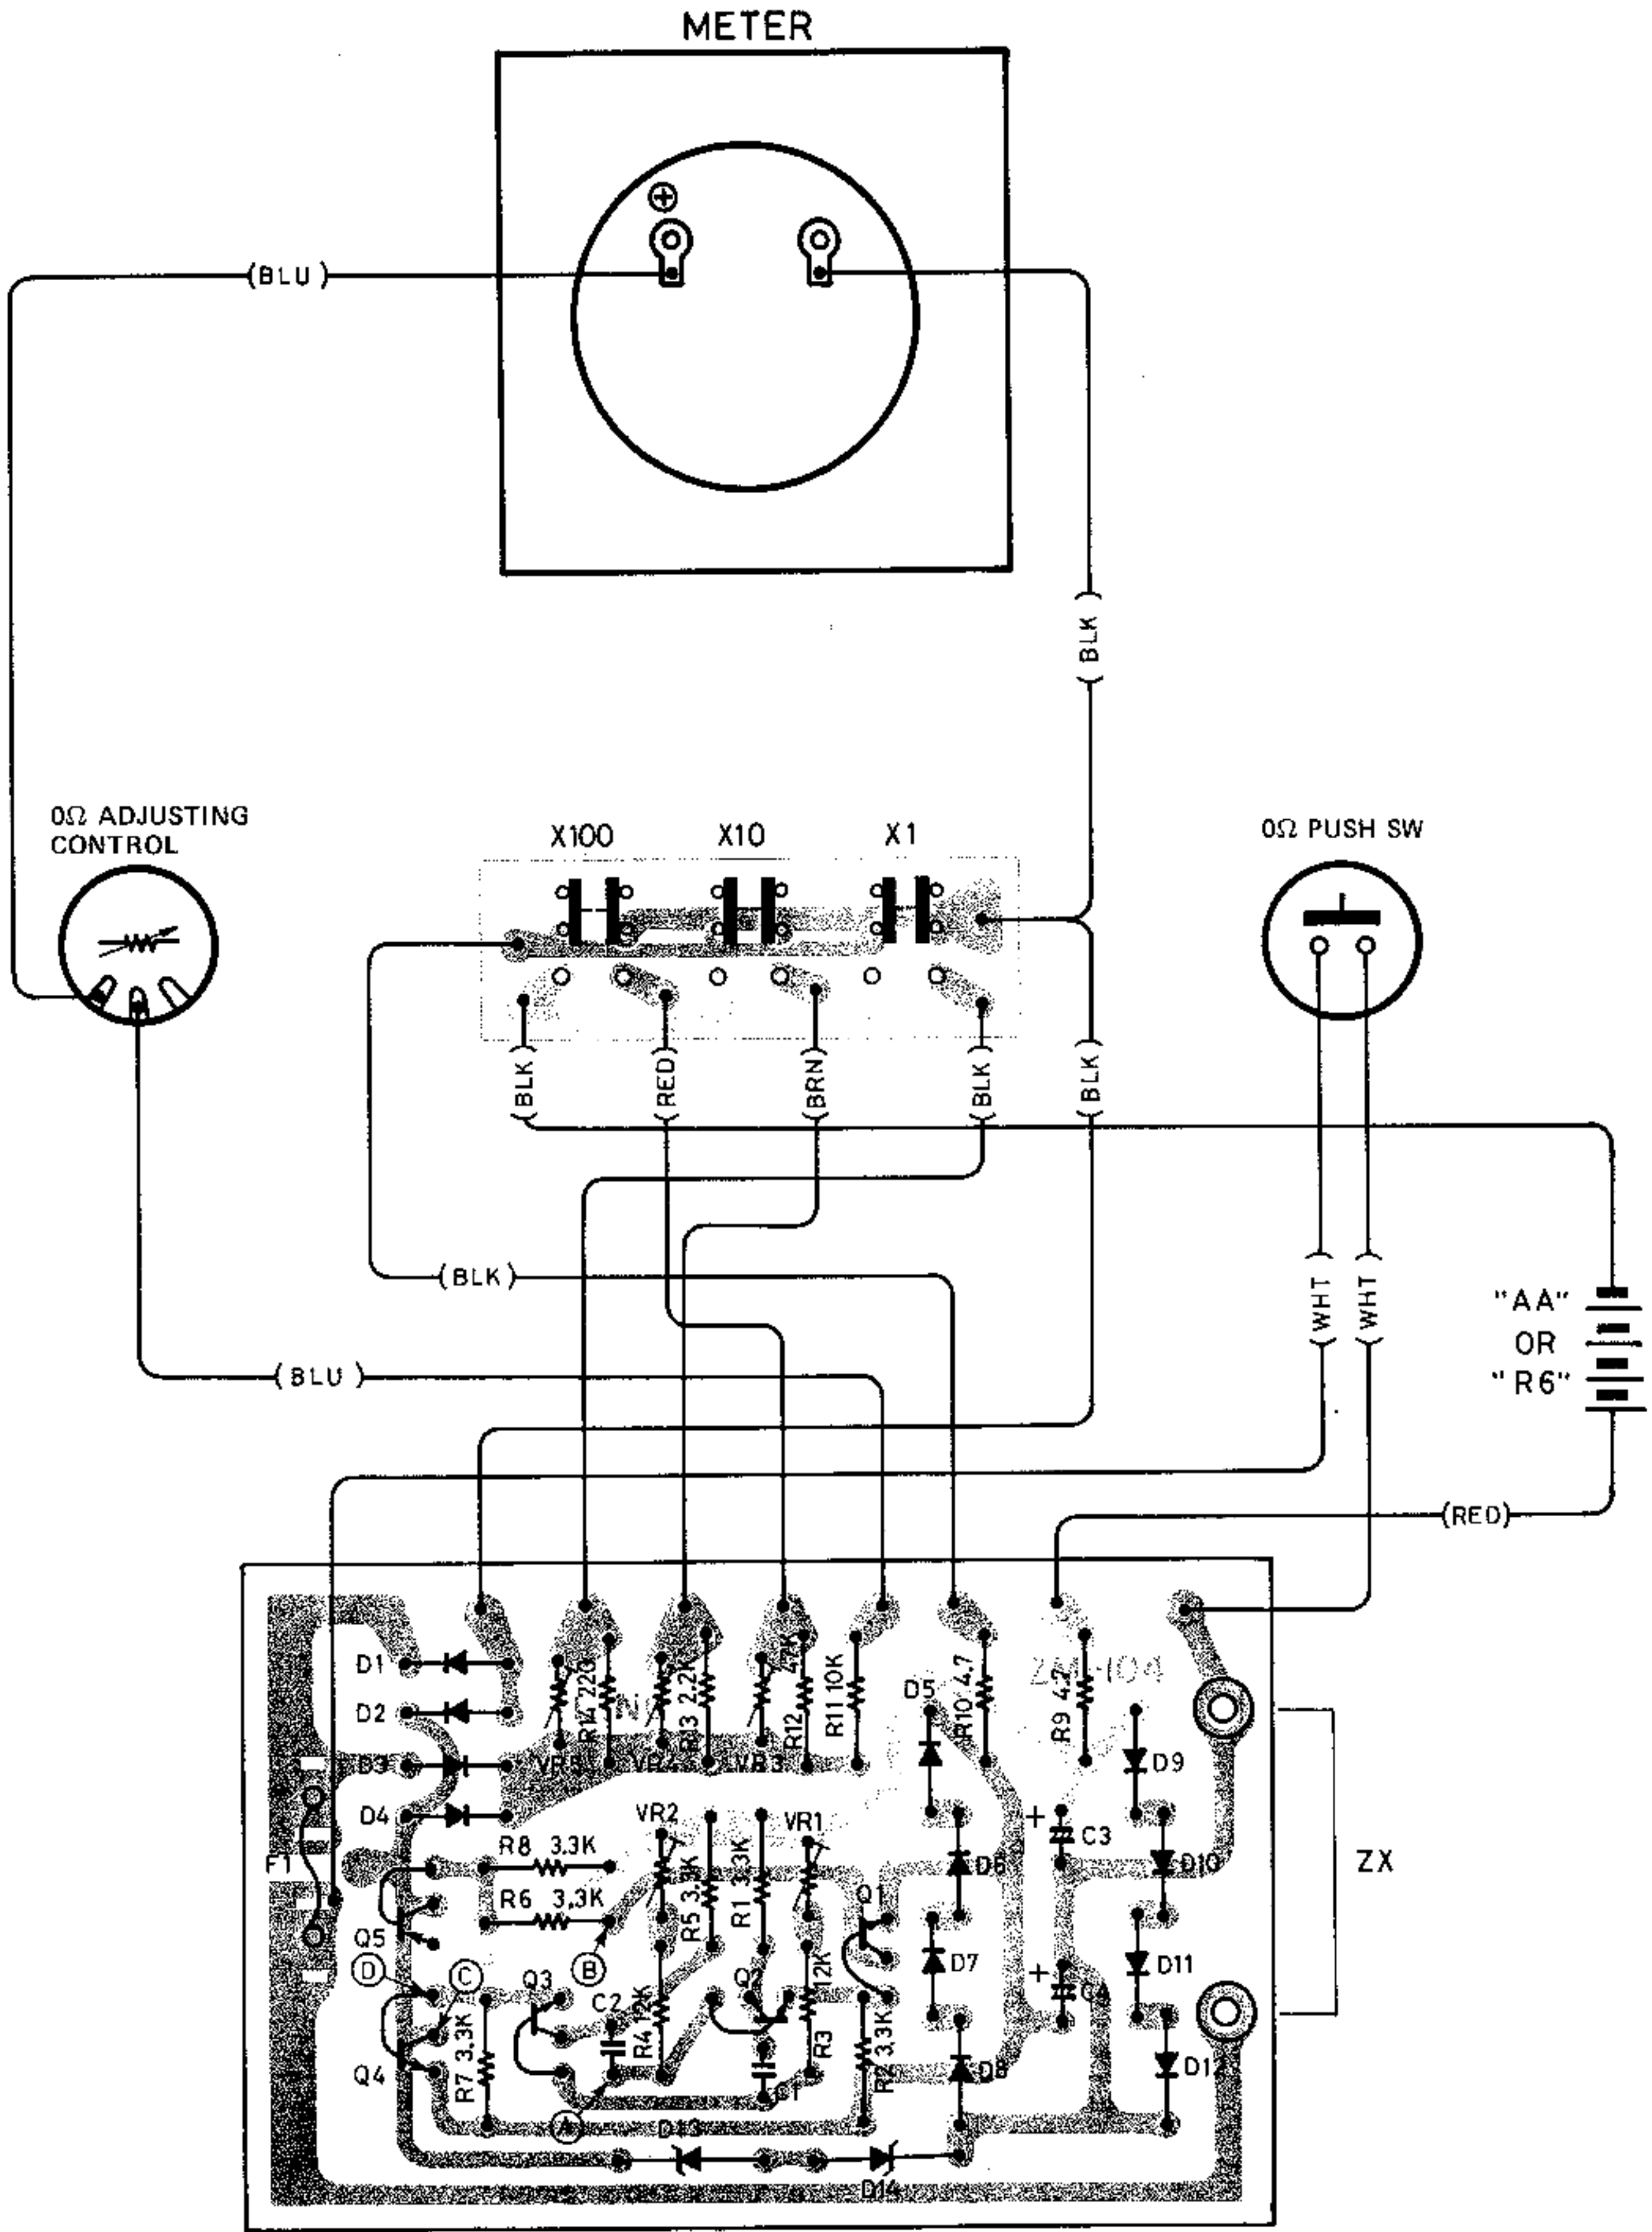 METER
(BLU)
(BLK)
0Ω ADJUSTING
CONTROL
X100
X10
X1
0Ω PUSH SW
(BLK)
(RED)
(BRN)
(BLK)
(BLK)
(WHT)
(WHT)
(BLK)
"AA"
OR
"R6"
(BLU)
(RED)
D1
D2
D3
D4
F1
R14 220
R13 2.2K
R12 47K
R11 10K
D5
R10 4.7
R9 4.7
D9
VR5
VR4
VR3
VR2
VR1
R8 3.3K
R6 3.3K
R5 3.3K
R1 3.3K
Q1
D6
C3
+
D10
ZX
Q5
D
C
B
Q3
Q2
C2
R4 12K
12K
R3
D7
C4
+
D11
Q4
R7 3.3K
A
C1
R2 3.3K
D8
D12
D13
D14